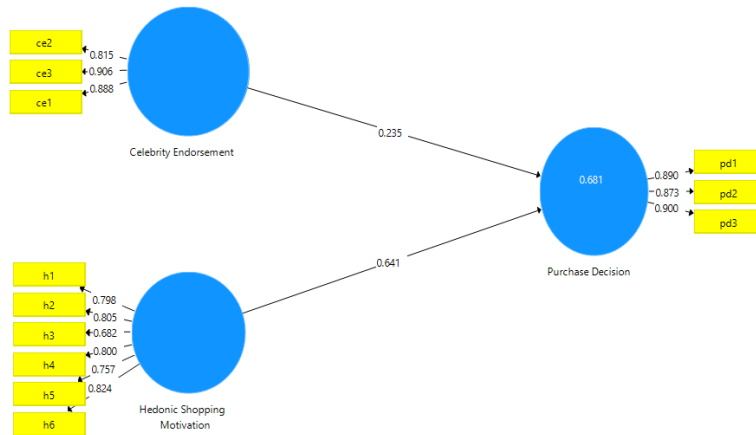 ce2
0.815
ce3
0.906
ce1
0.888
Celebrity Endorsement
0.235
0.681
pd1
0.890
pd2
0.873
pd3
0.900
Purchase Decision
0.641
h1
0.798
h2
0.805
h3
0.682
h4
0.800
h5
0.757
h6
0.824
Hedonic Shopping
Motivation